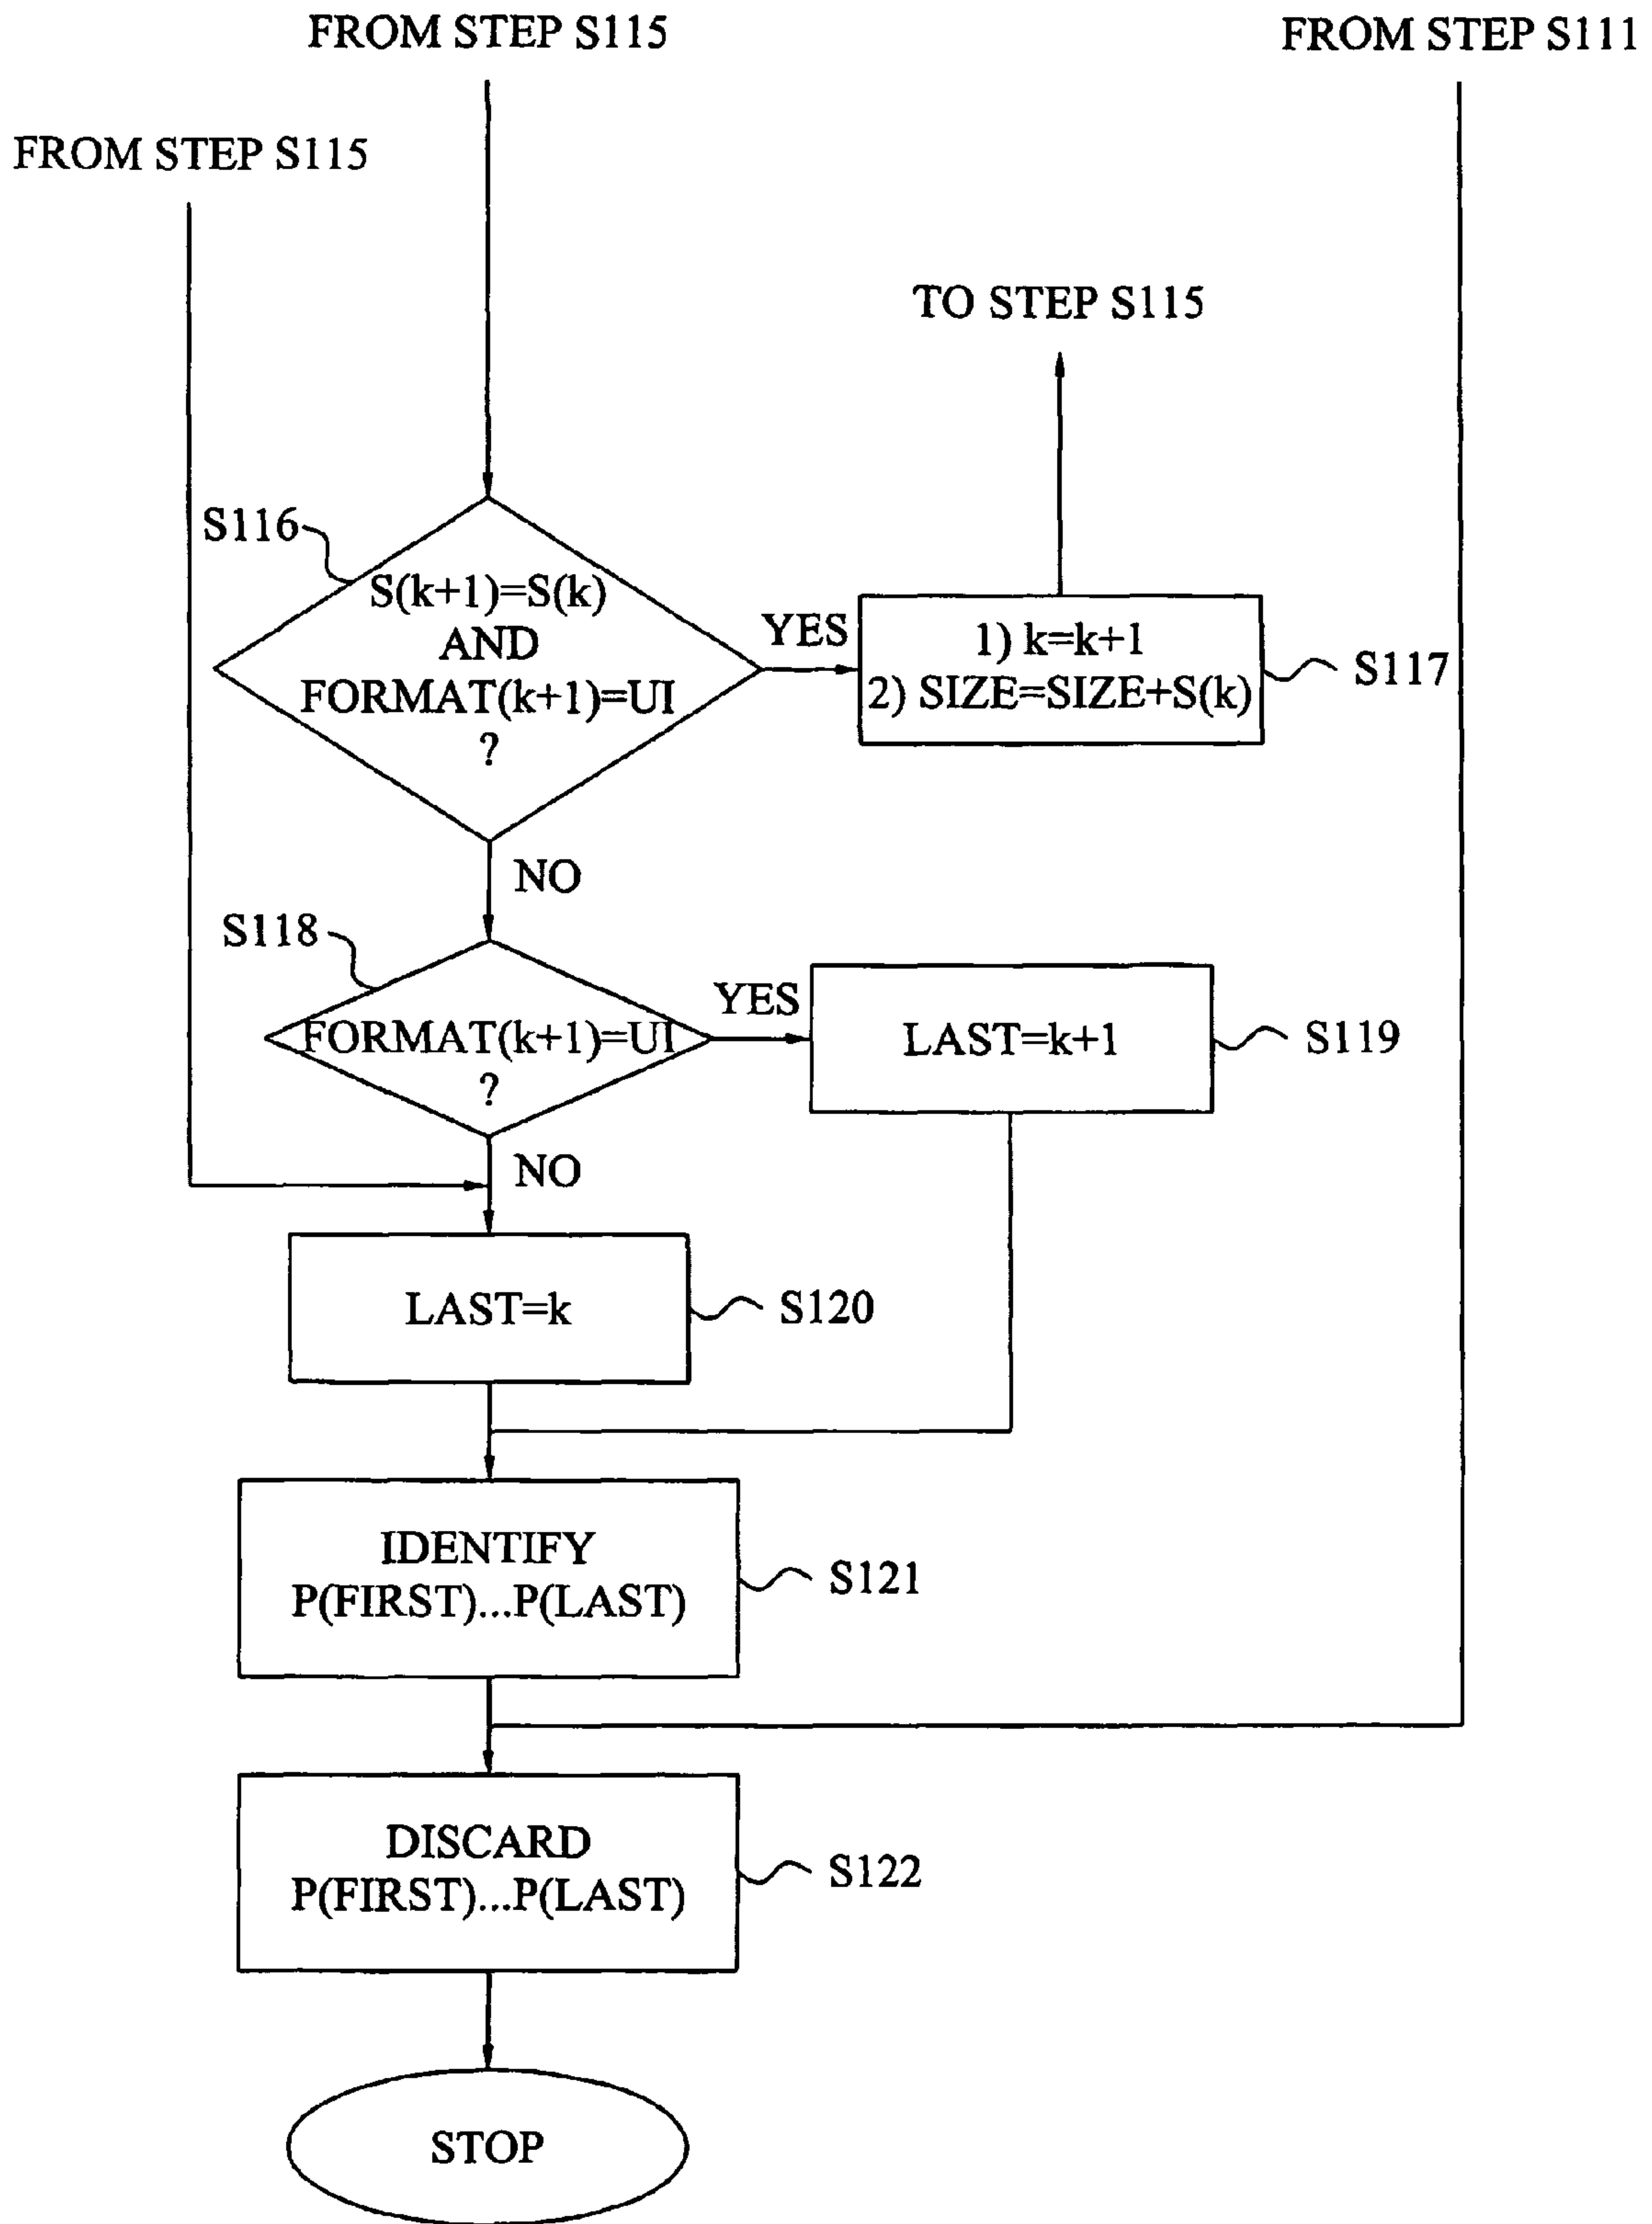 FROM STEP S115
FROM STEP S111
FROM STEP S115
TO STEP S115
S116
S(k+1)=S(k)
AND
FORMAT(k+1)=UI
?
YES
1) k=k+1
2) SIZE=SIZE+S(k)
S117
NO
S118
FORMAT(k+1)=UI
?
YES
LAST=k+1
S119
NO
LAST=k
S120
IDENTIFY
P(FIRST)...P(LAST)
S121
DISCARD
P(FIRST)...P(LAST)
S122
STOP